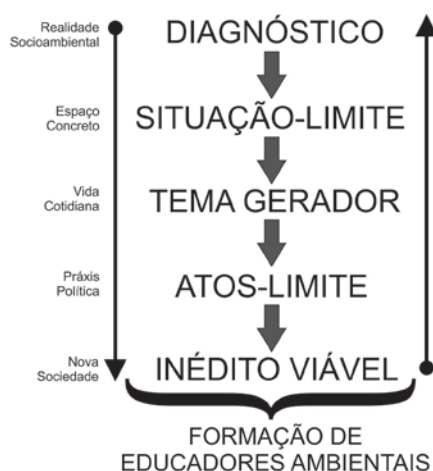 Realidade
Socioambiental
DIAGNÓSTICO
Espaço
Concreto
SITUAÇÃO-LIMITE
Vida
Cotidiana
TEMA GERADOR
Práxis
Política
ATOS-LIMITE
Nova
Sociedade
INÉDITO VIÁVEL
FORMAÇÃO DE
EDUCADORES AMBIENTAIS